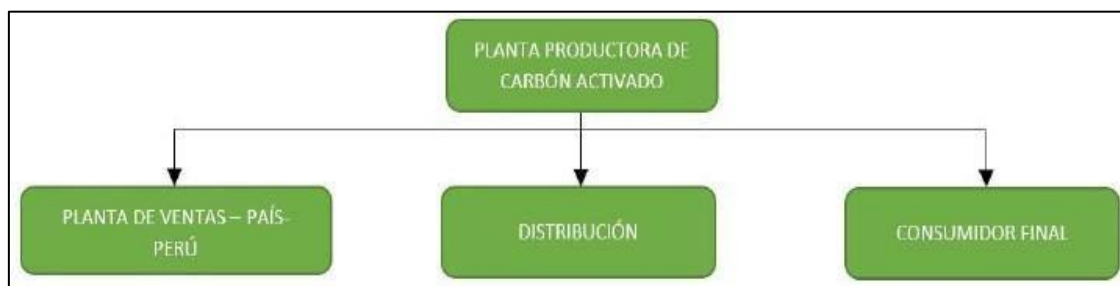 PLANTA PRODUCTORA DE
CARBÓN ACTIVADO
PLANTA DE VENTAS – PAÍS-
PERÚ
DISTRIBUCIÓN
CONSUMIDOR FINAL